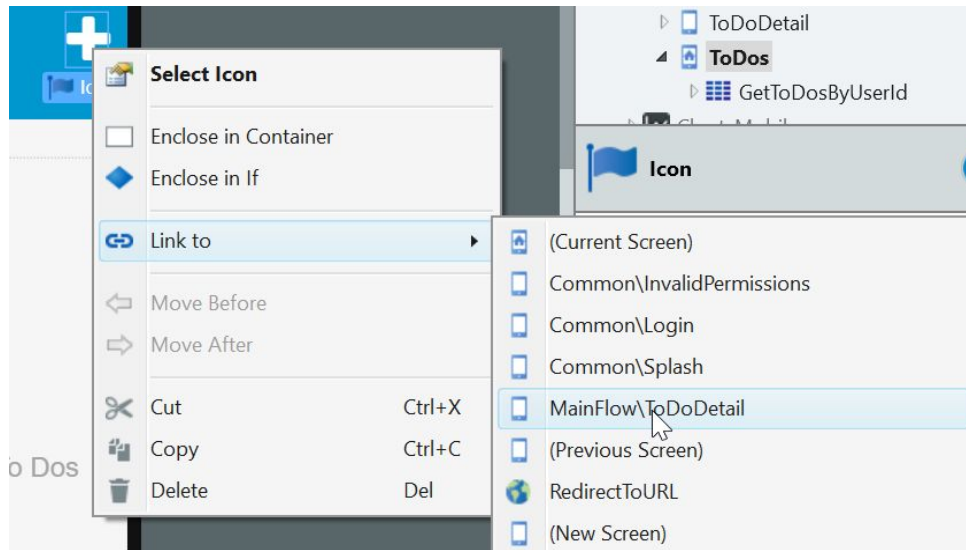 ToDoDetail
ToDos
GetToDosByUserId
Icon
Select Icon
Enclose in Container
Enclose in If
Link to
Move Before
Move After
Cut Ctrl+X
Copy Ctrl+C
Delete Del
(Current Screen)
Common\InvalidPermissions
Common\Login
Common\Splash
MainFlow\ToDoDetail
(Previous Screen)
RedirectToURL
(New Screen)
o Dos